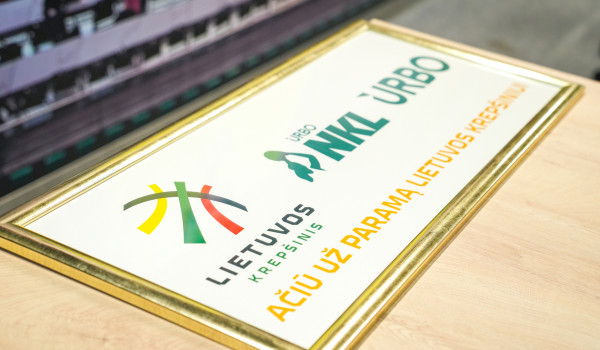 LIETUVOS
KREPŠINIS
URBO
NKL
URBO
AČIŪ UŽ PARAMĄ LIETUVOS KREPŠINIUI!